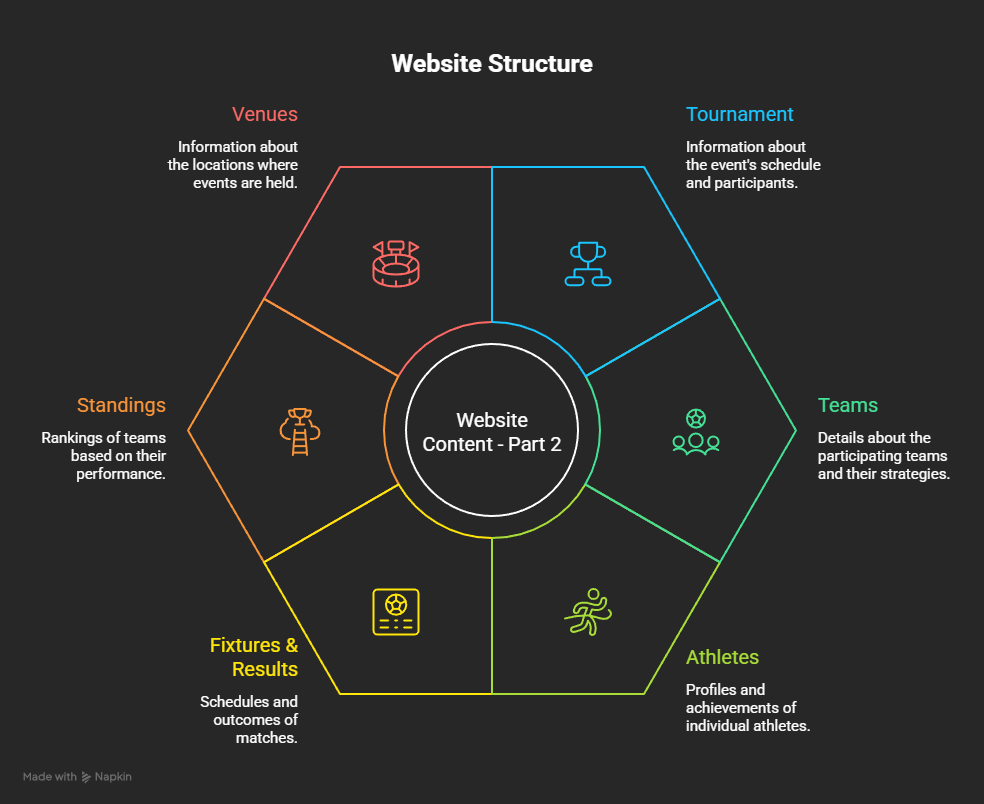 Website Structure
Venues
Information about
the locations where
events are held.
Tournament
Information about
the event's schedule
and participants.
Standings
Rankings of teams
based on their
performance.
Website
Content - Part 2
Teams
Details about the
participating teams
and their strategies.
Fixtures &
Results
Schedules and
outcomes of
matches.
Athletes
Profiles and
achievements of
individual athletes.
Made with Napkin